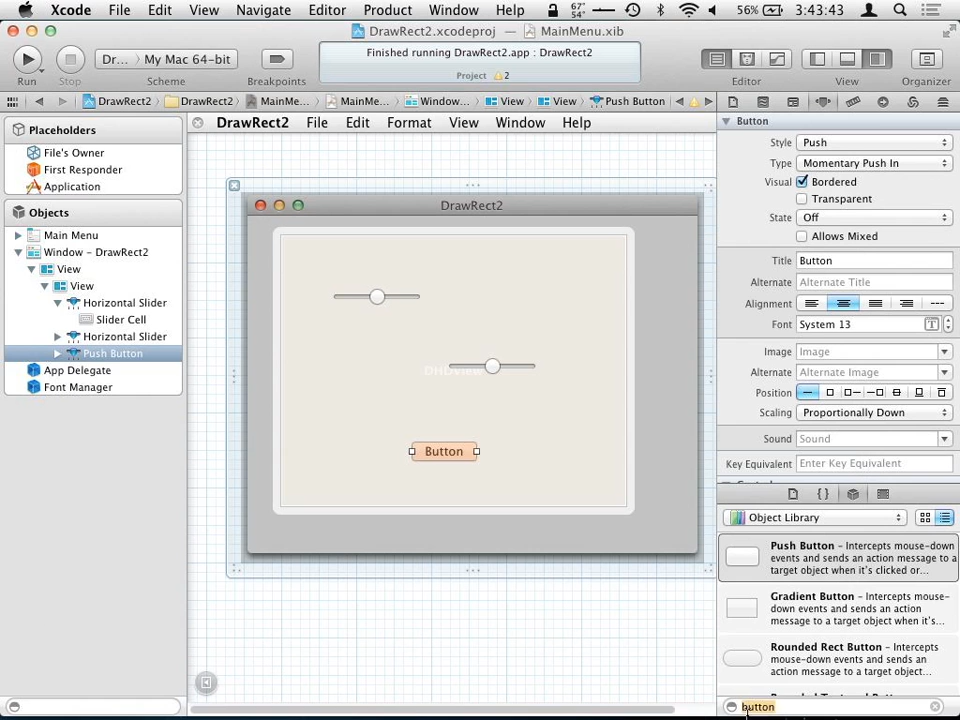 Xcode File Edit View Navigate Editor Product Window Help 67° 54° 56% 3:43:43
DrawRect2.xcodeproj — MainMenu.xib
Run Stop Dr... My Mac 64-bit Scheme Breakpoints
Finished running DrawRect2.app : DrawRect2
Project 2
Editor View Organizer
DrawRect2 DrawRect2 MainMe... MainMe... Window... View View Push Button
Placeholders
File's Owner
First Responder
Application
Objects
Main Menu
Window – DrawRect2
View
View
Horizontal Slider
Slider Cell
Horizontal Slider
Push Button
App Delegate
Font Manager
DrawRect2 File Edit Format View Window Help
DrawRect2
DHDView
Button
Button
Style Push
Type Momentary Push In
Visual Bordered
Transparent
State Off
Allows Mixed
Title Button
Alternate Alternate Title
Alignment
Font System 13
Image Image
Alternate Alternate Image
Position
Scaling Proportionally Down
Sound Sound
Key Equivalent Enter Key Equivalent
Object Library
Push Button – Intercepts mouse-down
events and sends an action message to a
target object when it's clicked or...
Gradient Button – Intercepts mouse-
down events and sends an action
message to a target object when it's...
Rounded Rect Button – Intercepts
mouse-down events and sends an
action message to a target object...
button